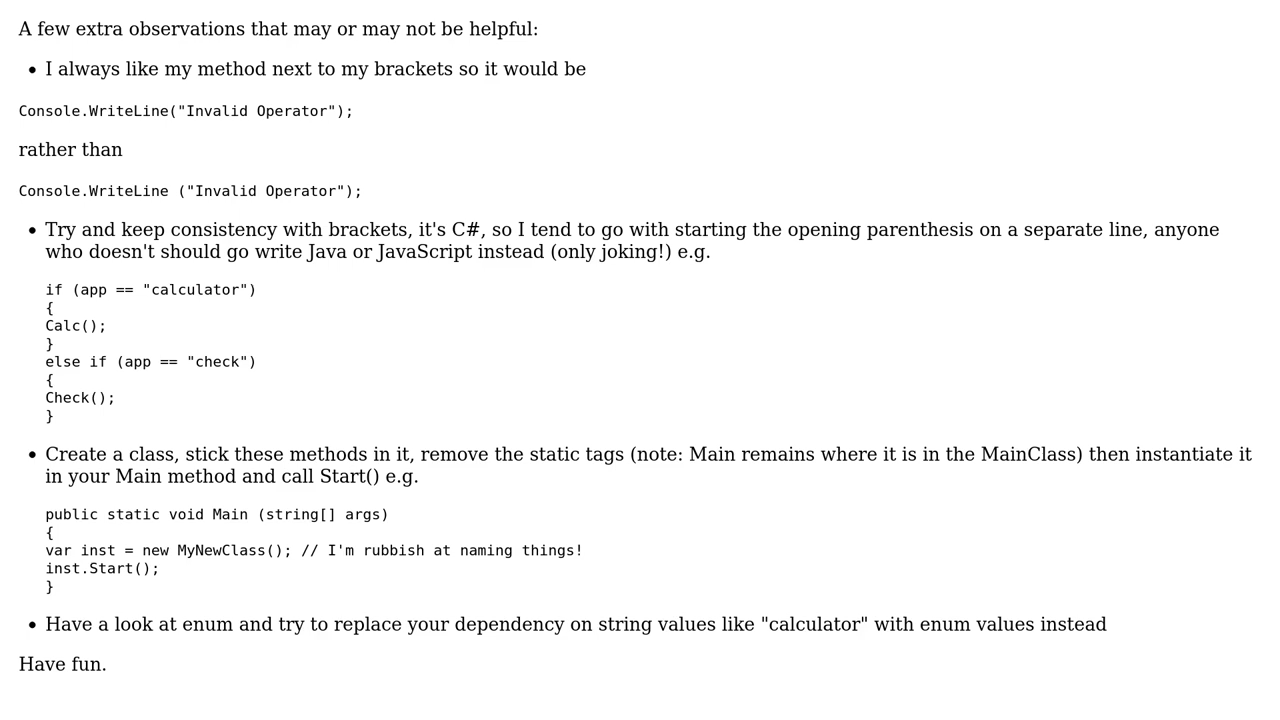 A few extra observations that may or may not be helpful:
• I always like my method next to my brackets so it would be
Console.WriteLine("Invalid Operator");
rather than
Console.WriteLine ("Invalid Operator");
• Try and keep consistency with brackets, it's C#, so I tend to go with starting the opening parenthesis on a separate line, anyone
who doesn't should go write Java or JavaScript instead (only joking!) e.g.
if (app == "calculator")
{
Calc();
}
else if (app == "check")
{
Check();
}
• Create a class, stick these methods in it, remove the static tags (note: Main remains where it is in the MainClass) then instantiate it
in your Main method and call Start() e.g.
public static void Main (string[] args)
{
var inst = new MyNewClass(); // I'm rubbish at naming things!
inst.Start();
}
• Have a look at enum and try to replace your dependency on string values like "calculator" with enum values instead
Have fun.